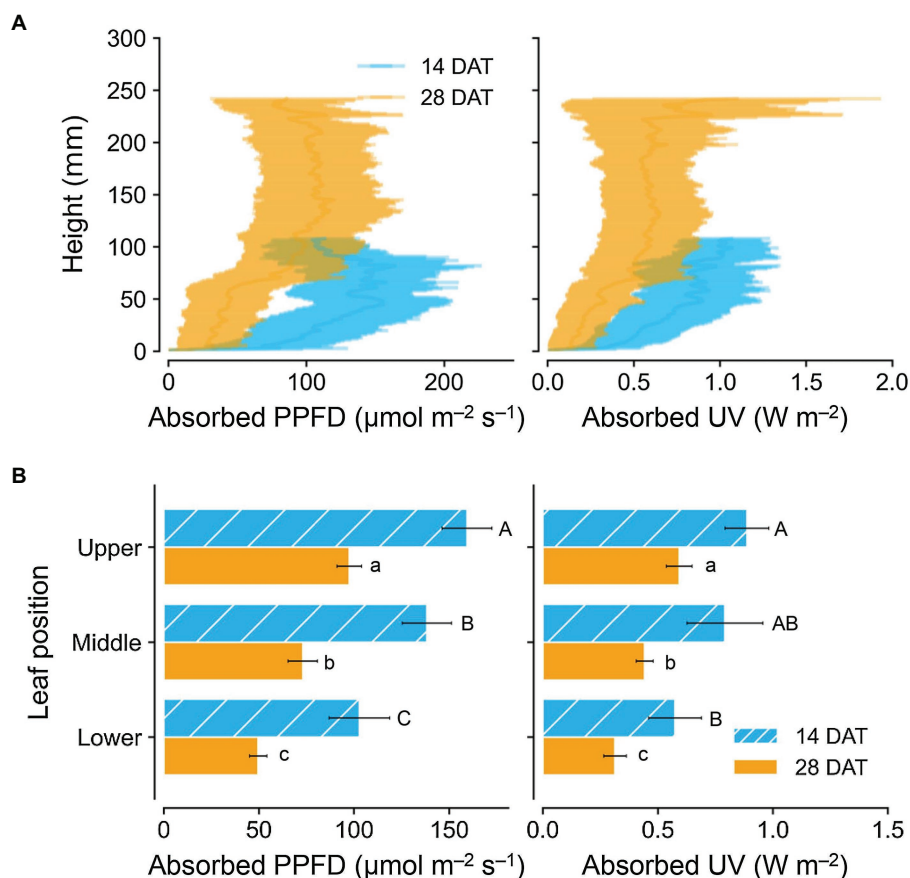 A
300
250
200
150
100
50
0
Height (mm)
14 DAT
28 DAT
0 100 200
0.0 0.5 1.0 1.5 2.0
Absorbed PPFD (μmol m–2 s–1)
Absorbed UV (W m–2)
B
Leaf position
Upper
Middle
Lower
A
a
B
b
C
c
A
a
AB
b
B
c
14 DAT
28 DAT
0 50 100 150
0.0 0.5 1.0 1.5
Absorbed PPFD (μmol m–2 s–1)
Absorbed UV (W m–2)